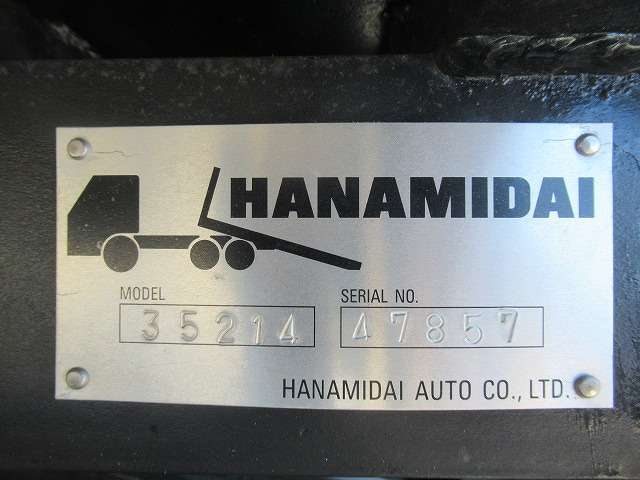 HANAMIDAI
MODEL SERIAL NO.
35214 47857
HANAMIDAI AUTO CO., LTD.